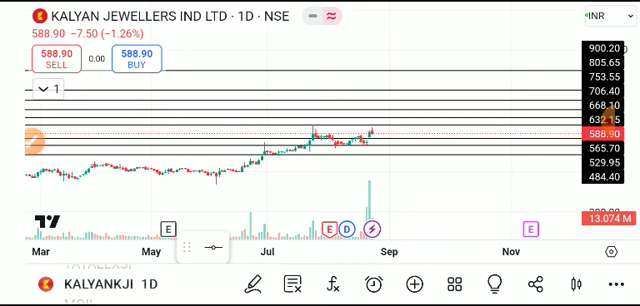 KALYAN JEWELLERS IND LTD · 1D · NSE
INR
588.90 −7.50 (−1.26%)
588.90
SELL
0.00
588.90
BUY
1
900.20
805.65
753.55
706.40
668.10
632.15
588.90
565.70
529.95
484.40
13.074 M
E
E
D
E
Mar
May
Jul
Sep
Nov
KALYANKJI 1D